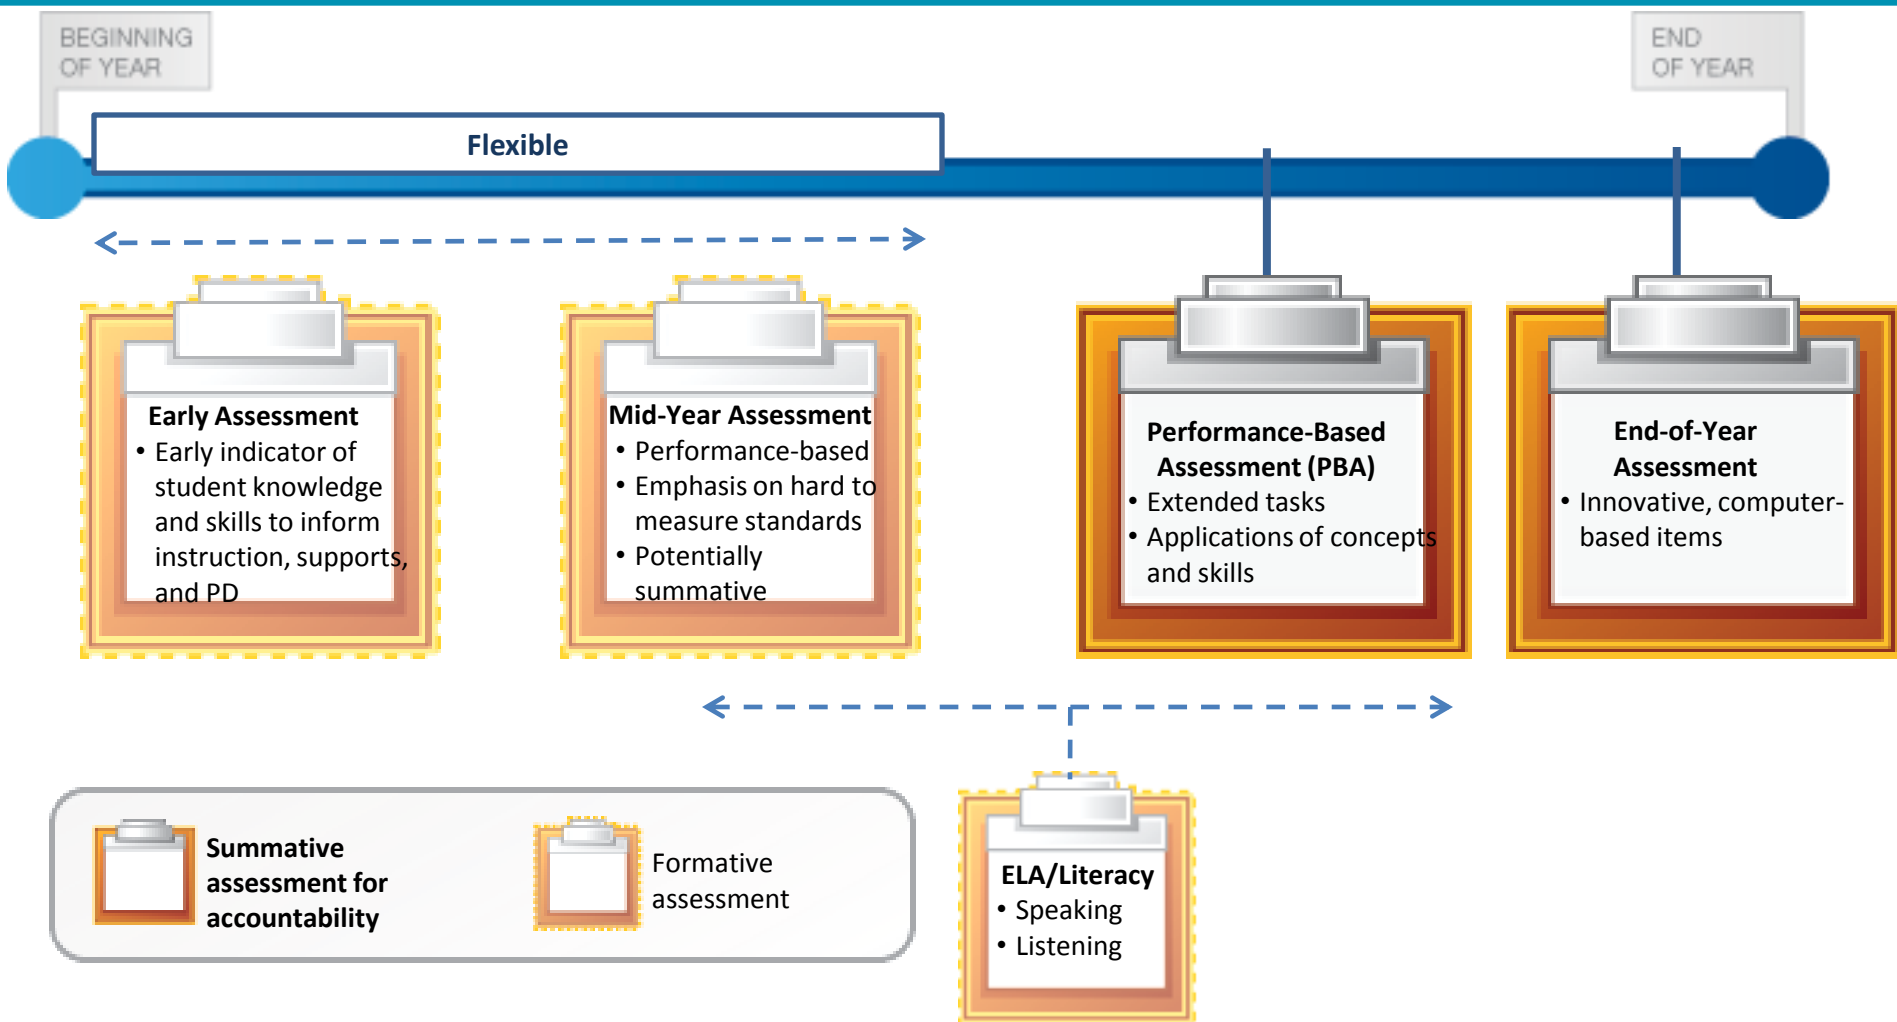 BEGINNING
OF YEAR
END
OF YEAR
Flexible
Early Assessment
• Early indicator of
student knowledge
and skills to inform
instruction, supports,
and PD
Mid-Year Assessment
• Performance-based
• Emphasis on hard to
measure standards
• Potentially
summative
Performance-Based
Assessment (PBA)
• Extended tasks
• Applications of concepts
and skills
End-of-Year
Assessment
• Innovative, computer-
based items
Summative
assessment for
accountability
Formative
assessment
ELA/Literacy
• Speaking
• Listening